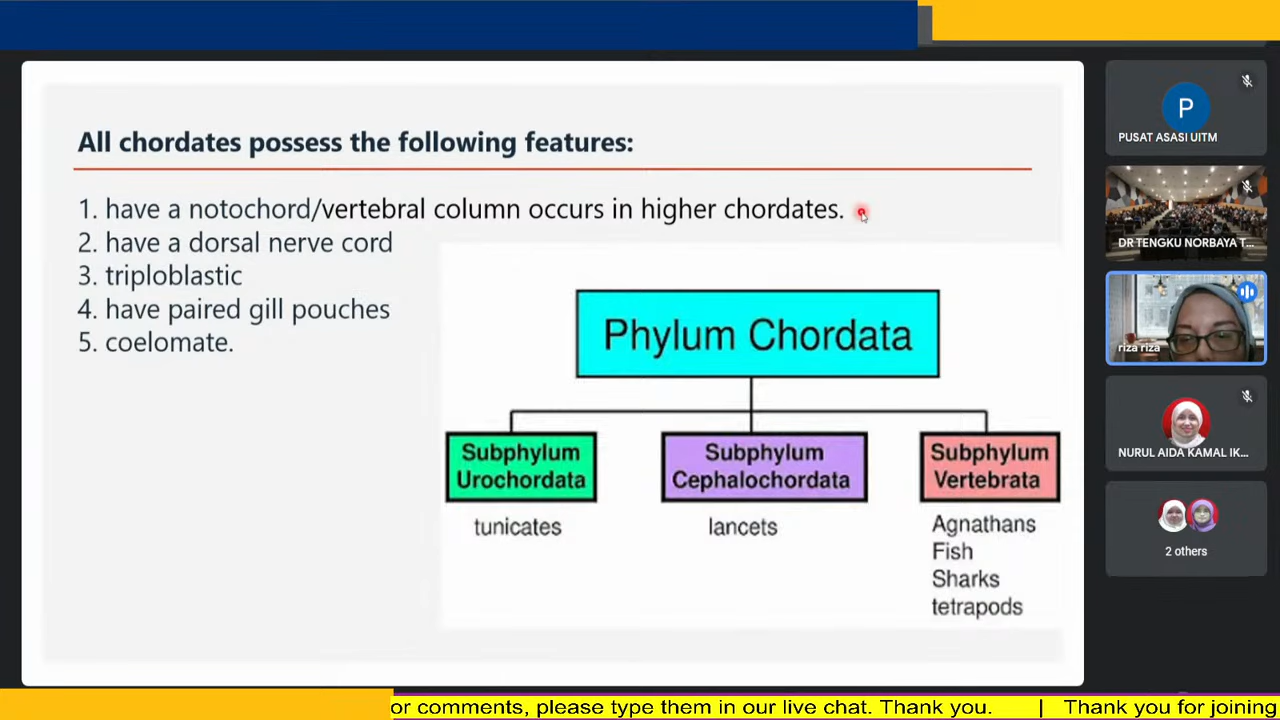 All chordates possess the following features:
1. have a notochord/vertebral column occurs in higher chordates.
2. have a dorsal nerve cord
3. triploblastic
4. have paired gill pouches
5. coelomate.
Phylum Chordata
Subphylum
Urochordata
tunicates
Subphylum
Cephalochordata
lancets
Subphylum
Vertebrata
Agnathans
Fish
Sharks
tetrapods
P
PUSAT ASASI UITM
DR TENGKU NORBAYA T...
riza riza
NURUL AIDA KAMAL IK...
2 others
or comments, please type them in our live chat. Thank you. | Thank you for joining